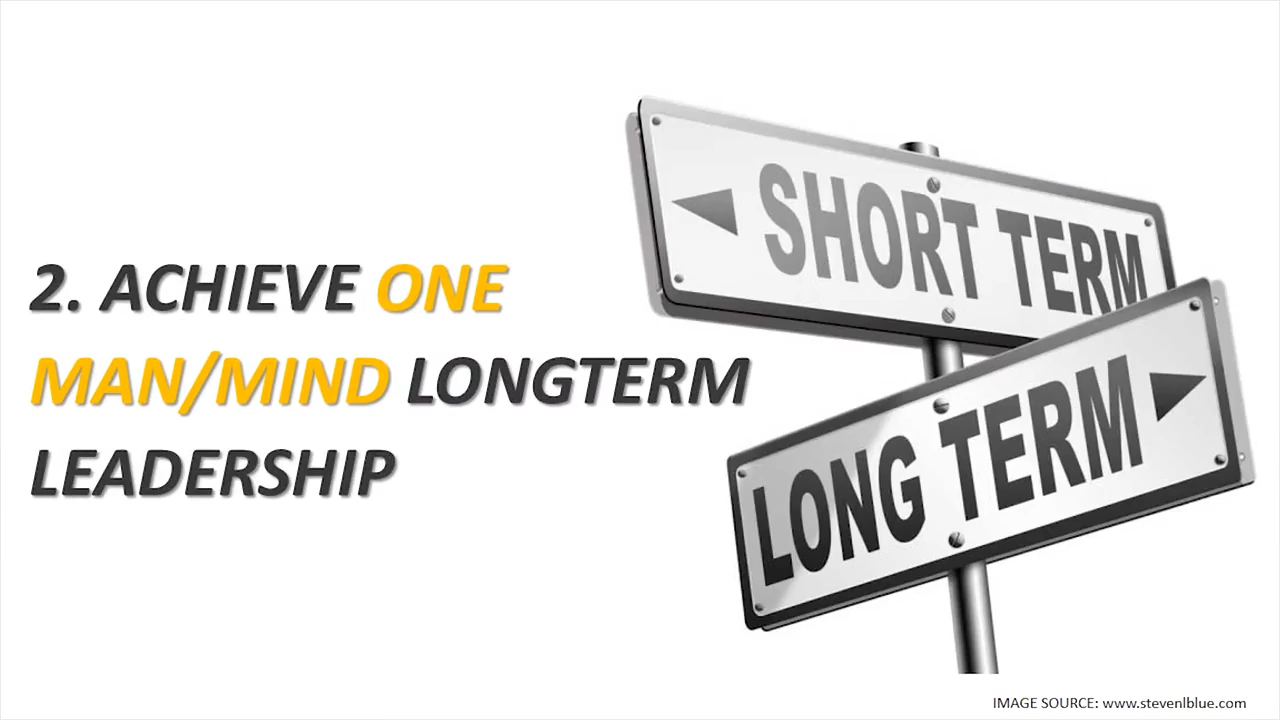 2. ACHIEVE ONE
MAN/MIND LONGTERM
LEADERSHIP
SHORT TERM
LONG TERM
IMAGE SOURCE: www.stevenlblue.com